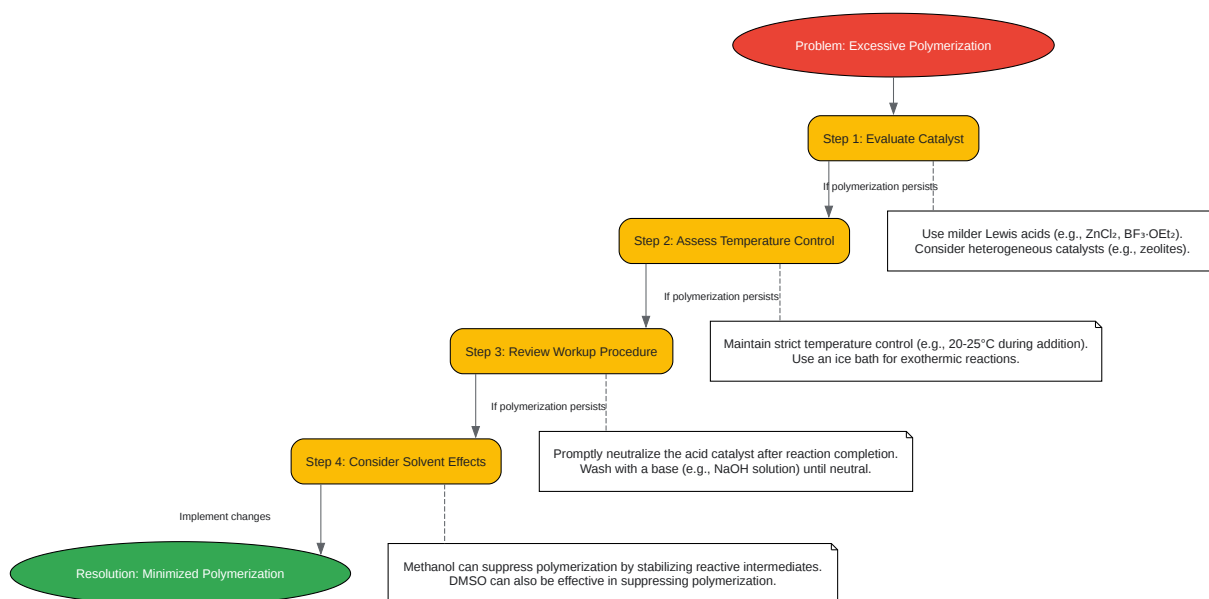 Problem: Excessive Polymerization
Step 1: Evaluate Catalyst
If polymerization persists
Use milder Lewis acids (e.g., ZnCl₂, BF₃·OEt₂).
Consider heterogeneous catalysts (e.g., zeolites).
Step 2: Assess Temperature Control
If polymerization persists
Maintain strict temperature control (e.g., 20-25°C during addition).
Use an ice bath for exothermic reactions.
Step 3: Review Workup Procedure
If polymerization persists
Promptly neutralize the acid catalyst after reaction completion.
Wash with a base (e.g., NaOH solution) until neutral.
Step 4: Consider Solvent Effects
Implement changes
Methanol can suppress polymerization by stabilizing reactive intermediates.
DMSO can also be effective in suppressing polymerization.
Resolution: Minimized Polymerization